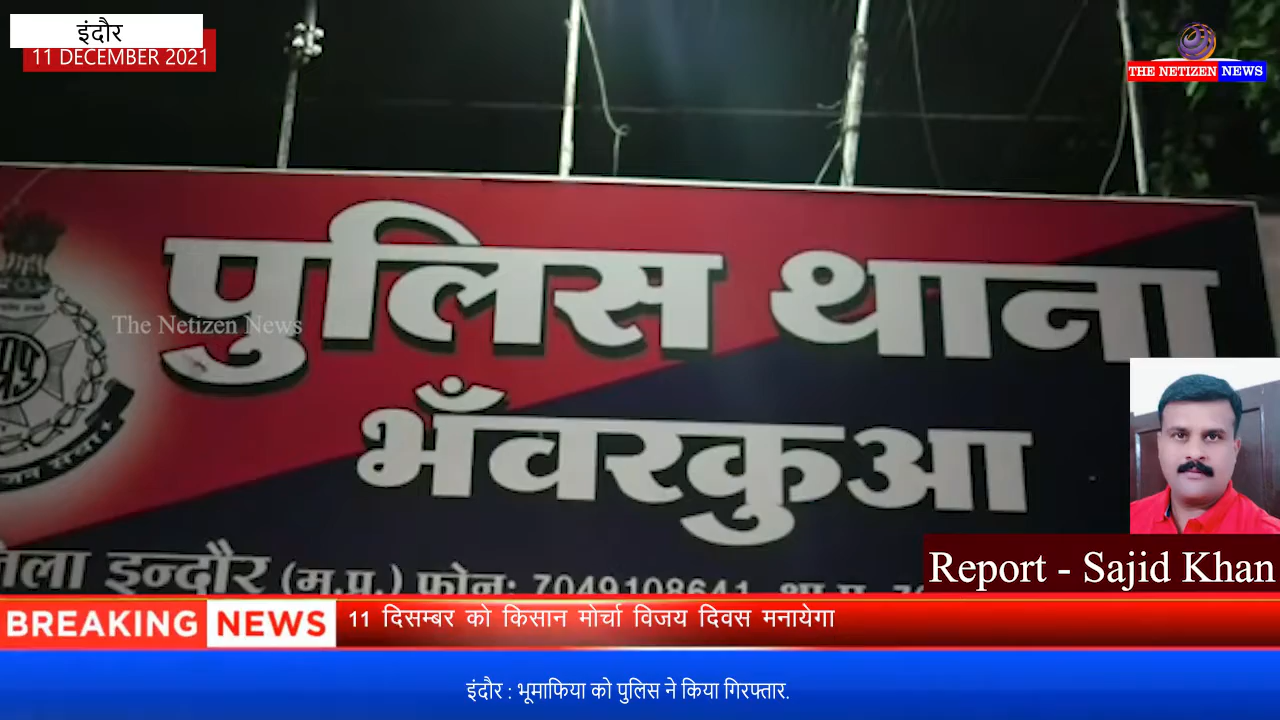 इंदौर
11 DECEMBER 2021
THE NETIZEN NEWS
पुलिस थाना
The Netizen News
भँवरकुआ
जिला इन्दौर (म.प्र.) फोन: 7049108641
Report - Sajid Khan
BREAKING NEWS
11 दिसम्बर को किसान मोर्चा विजय दिवस मनायेगा
इंदौर : भूमाफिया को पुलिस ने किया गिरफ्तार.